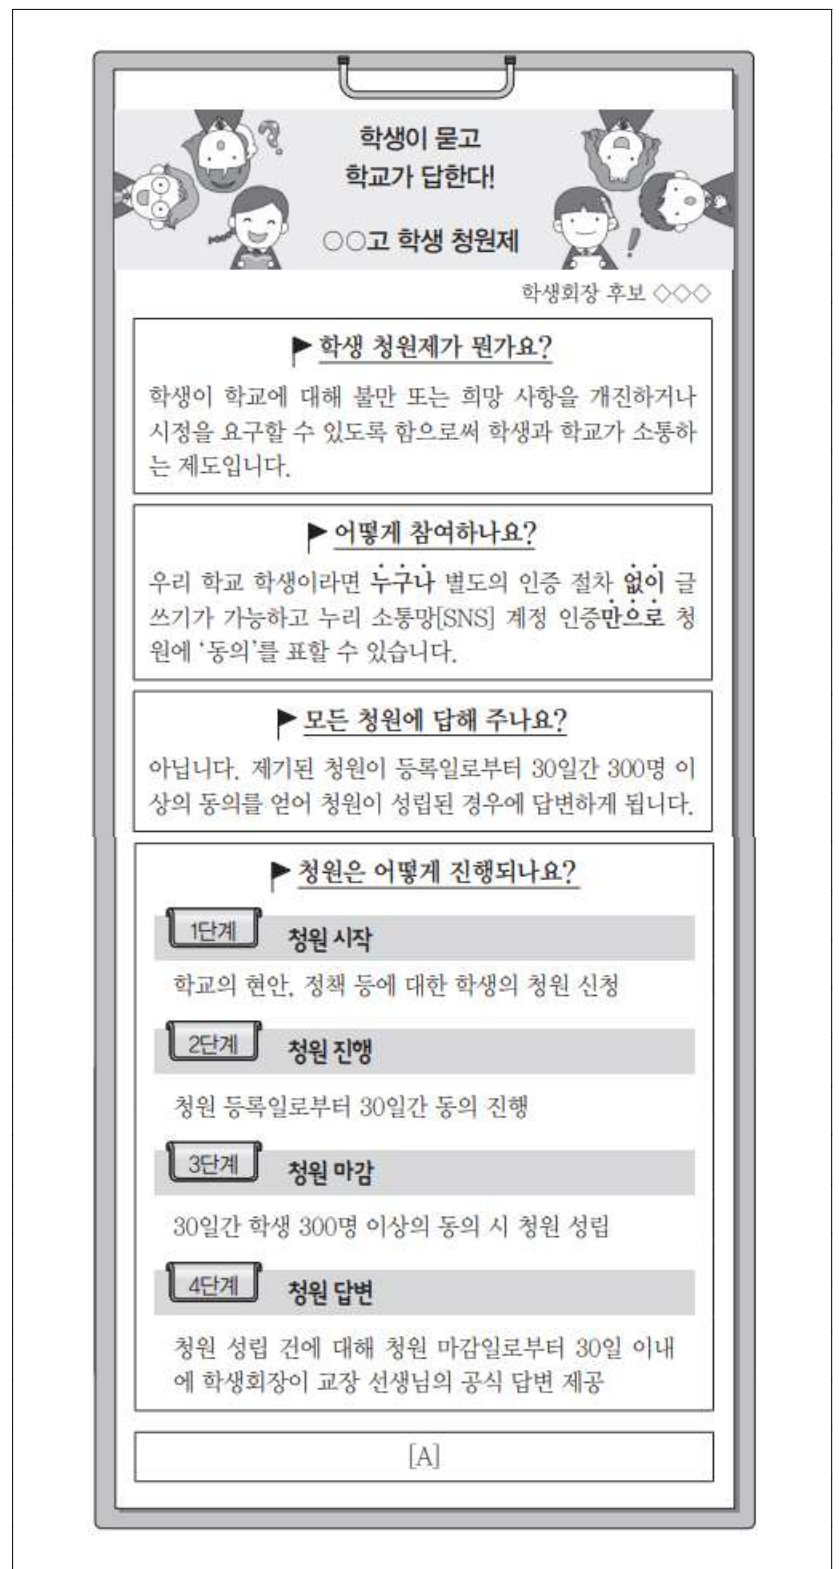 학생이 묻고
학교가 답한다!
○○고 학생 청원제
학생회장 후보 ◇◇◇
학생 청원제가 뭔가요?
학생이 학교에 대해 불만 또는 희망 사항을 개진하거나
시정을 요구할 수 있도록 함으로써 학생과 학교가 소통하
는 제도입니다.
어떻게 참여하나요?
우리 학교 학생이라면 누구나 별도의 인증 절차 없이 글
쓰기가 가능하고 누리 소통망[SNS] 계정 인증만으로 청
원에 ‘동의’를 표할 수 있습니다.
모든 청원에 답해 주나요?
아닙니다. 제기된 청원이 등록일로부터 30일간 300명 이
상의 동의를 얻어 청원이 성립된 경우에 답변하게 됩니다.
청원은 어떻게 진행되나요?
1단계 청원 시작
학교의 현안, 정책 등에 대한 학생의 청원 신청
2단계 청원 진행
청원 등록일로부터 30일간 동의 진행
3단계 청원 마감
30일간 학생 300명 이상의 동의 시 청원 성립
4단계 청원 답변
청원 성립 건에 대해 청원 마감일로부터 30일 이내
에 학생회장이 교장 선생님의 공식 답변 제공
[A]